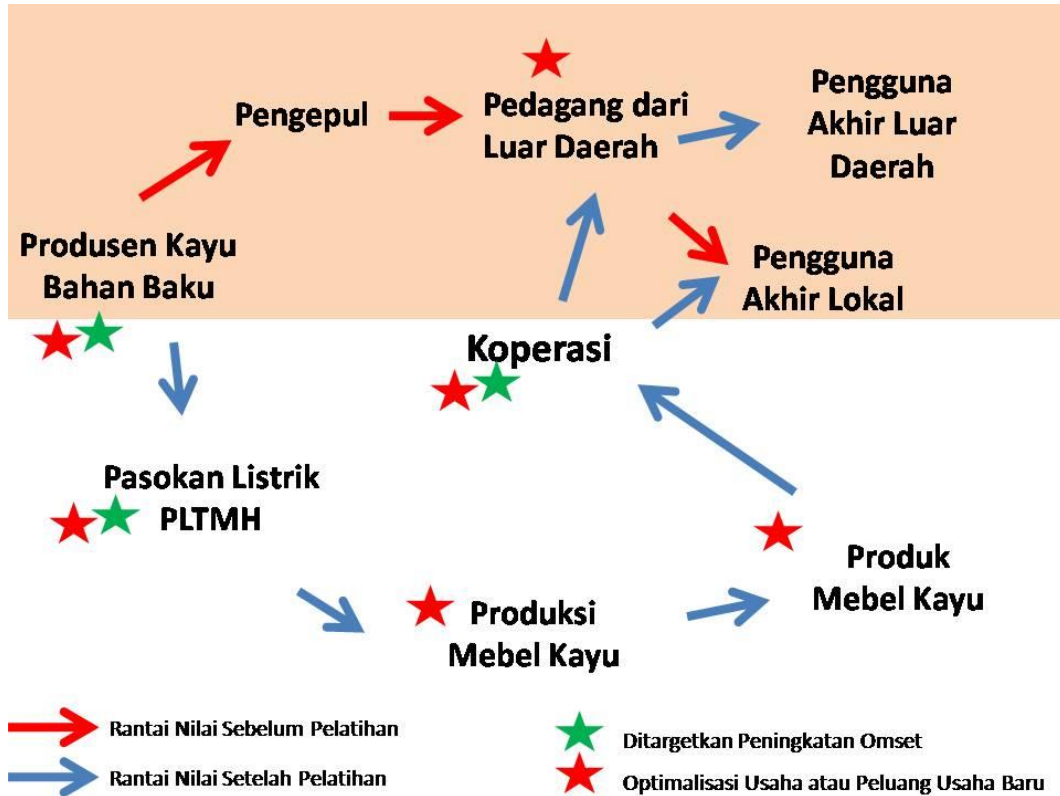 Pengepul
Pedagang dari
Luar Daerah
Pengguna
Akhir Luar
Daerah
Produsen Kayu
Bahan Baku
Pengguna
Akhir Lokal
Koperasi
Pasokan Listrik
PLTMH
Produksi
Mebel Kayu
Produk
Mebel Kayu
Rantai Nilai Sebelum Pelatihan
Rantai Nilai Setelah Pelatihan
Ditargetkan Peningkatan Omset
Optimalisasi Usaha atau Peluang Usaha Baru